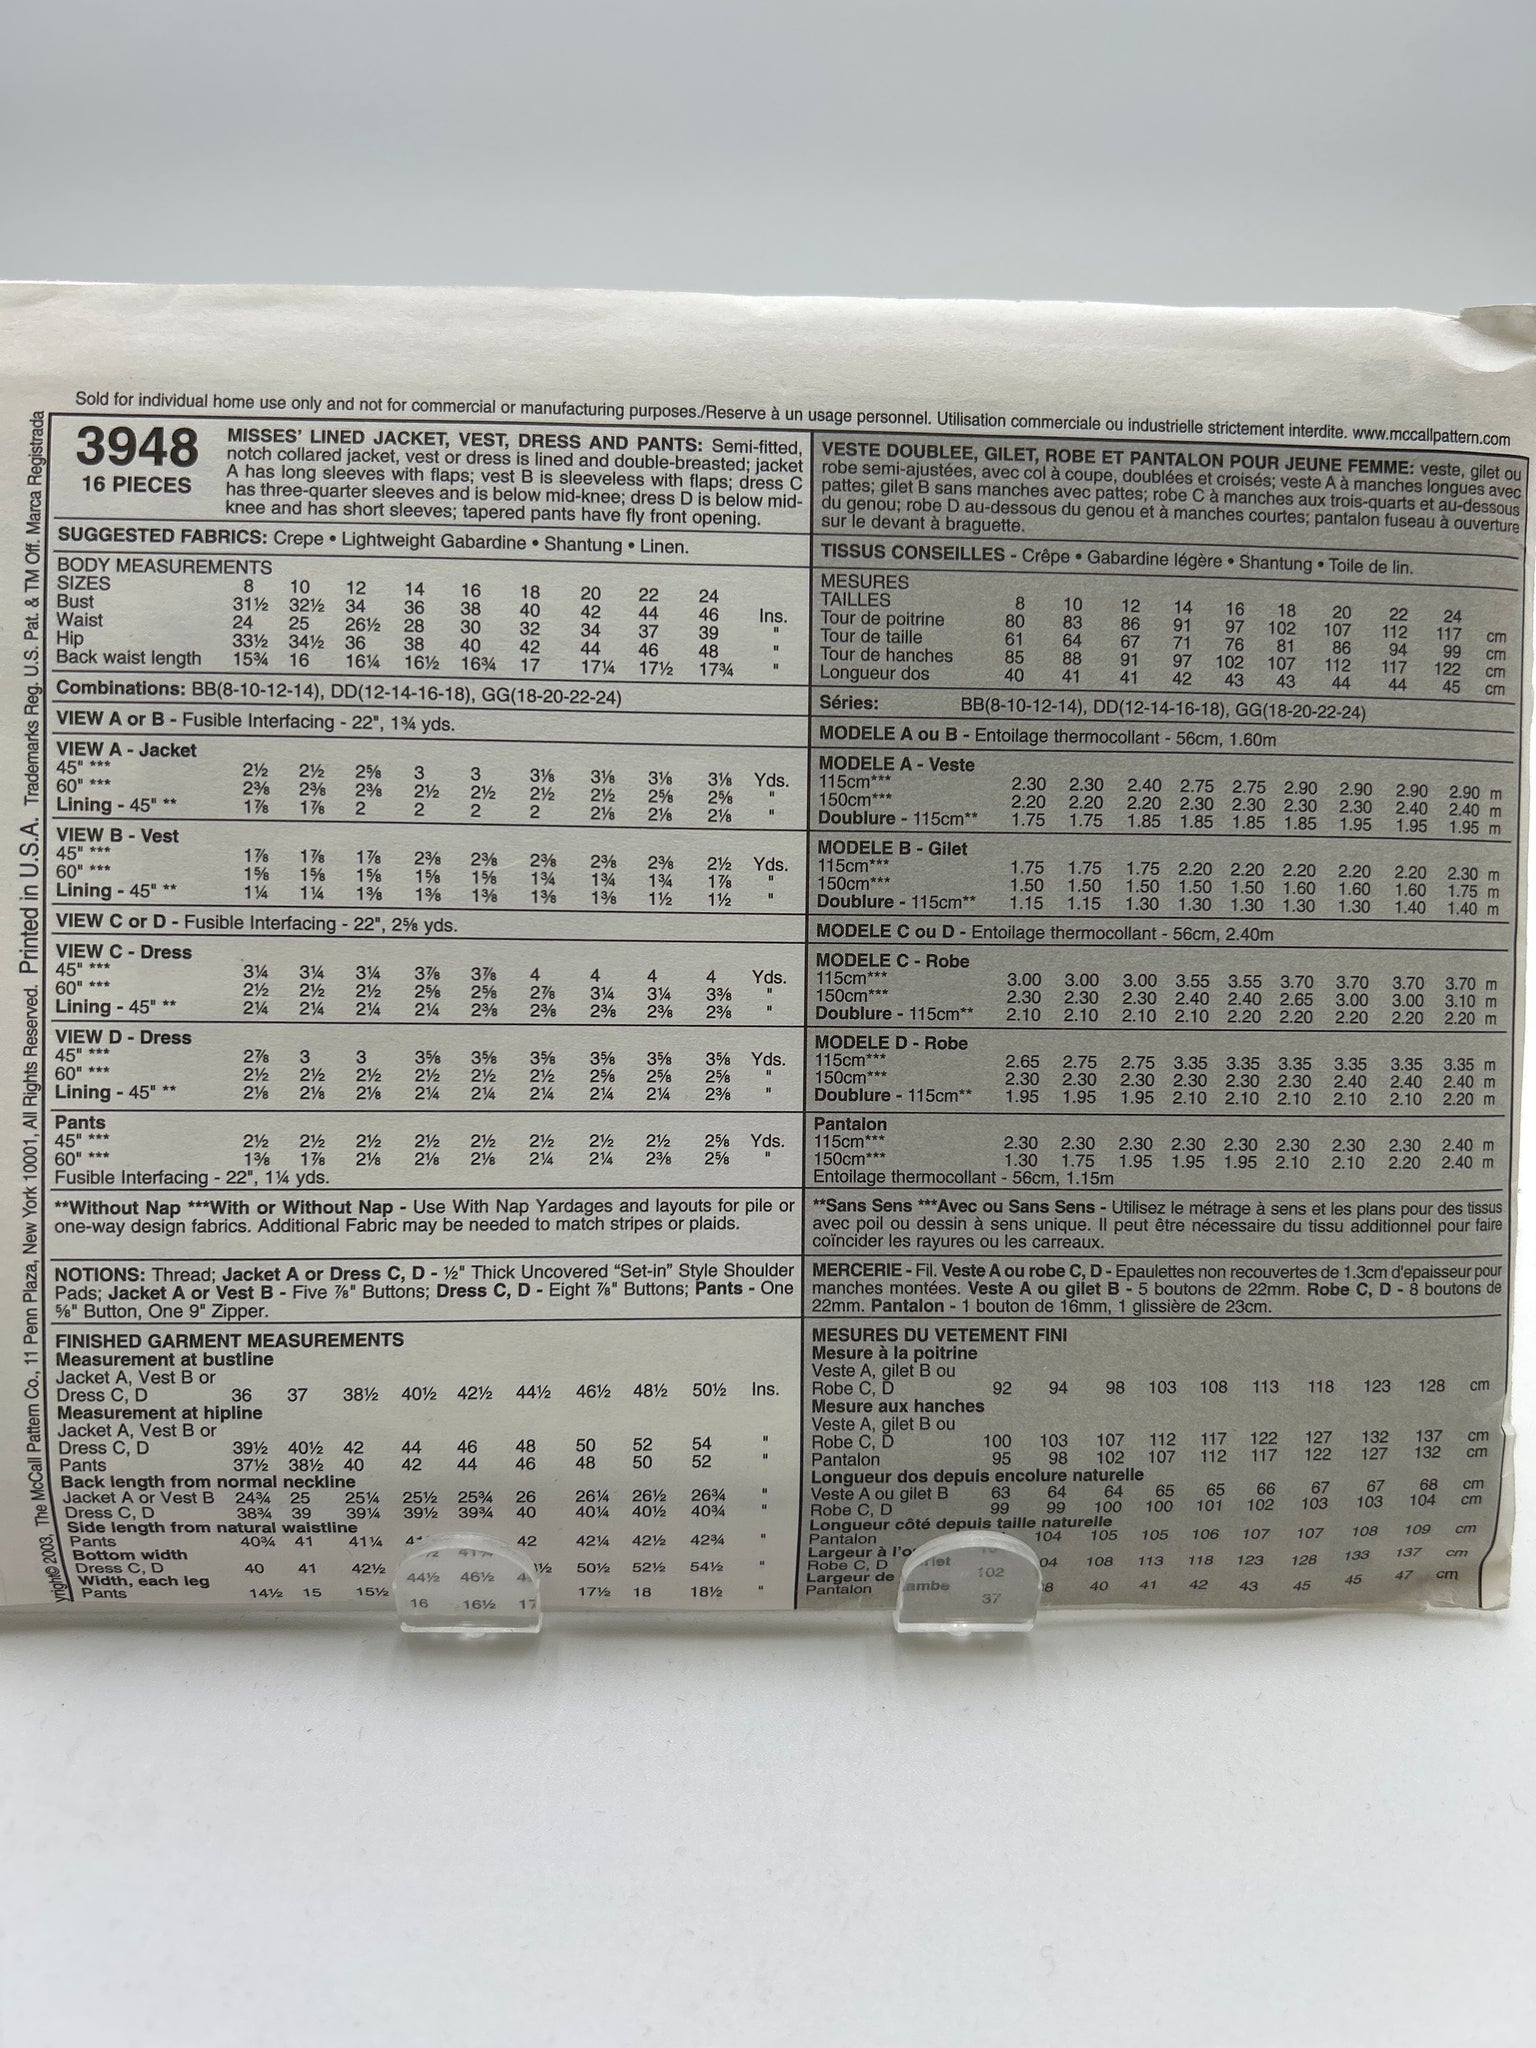 Sold for individual home use only and not for commercial or manufacturing purposes./Reserve à un usage personnel. Utilisation commerciale ou industrielle strictement interdite. www.mccallpattern.com
3948
16 PIECES
MISSES' LINED JACKET, VEST, DRESS AND PANTS: Semi-fitted,
notch collared jacket, vest or dress is lined and double-breasted; jacket
A has long sleeves with flaps; vest B is sleeveless with flaps; dress C
has three-quarter sleeves and is below mid-knee; dress D is below mid-
knee and has short sleeves; tapered pants have fly front opening.
SUGGESTED FABRICS: Crepe • Lightweight Gabardine • Shantung • Linen.
BODY MEASUREMENTS
SIZES 8 10 12 14 16 18 20 22 24
Bust 31½ 32½ 34 36 38 40 42 44 46 Ins.
Waist 24 25 26½ 28 30 32 34 37 39 "
Hip 33½ 34½ 36 38 40 42 44 46 48 "
Back waist length 15¾ 16 16¼ 16½ 16¾ 17 17¼ 17½ 17¾ "
Combinations: BB(8-10-12-14), DD(12-14-16-18), GG(18-20-22-24)
VIEW A or B - Fusible Interfacing - 22", 1¾ yds.
VIEW A - Jacket
45" *** 2½ 2½ 2⅝ 3 3 3⅛ 3⅛ 3⅛ 3⅛ Yds.
60" *** 2⅜ 2⅜ 2⅜ 2½ 2½ 2½ 2½ 2⅝ 2⅝ "
Lining - 45" ** 1⅞ 1⅞ 2 2 2 2 2⅛ 2⅛ 2⅛ "
VIEW B - Vest
45" *** 1⅞ 1⅞ 1⅞ 2⅜ 2⅜ 2⅜ 2⅜ 2⅜ 2½ Yds.
60" *** 1⅝ 1⅝ 1⅝ 1⅝ 1⅝ 1¾ 1¾ 1¾ 1⅞ "
Lining - 45" ** 1¼ 1¼ 1⅜ 1⅜ 1⅜ 1⅜ 1½ 1½ "
VIEW C or D - Fusible Interfacing - 22", 2⅝ yds.
VIEW C - Dress
45" *** 3¼ 3¼ 3¼ 3⅞ 3⅞ 4 4 4 4 Yds.
60" *** 2½ 2½ 2½ 2⅝ 2⅝ 2⅞ 3¼ 3¼ 3⅜ "
Lining - 45" ** 2¼ 2¼ 2¼ 2¼ 2⅜ 2⅜ 2⅜ 2⅜ 2⅜ "
VIEW D - Dress
45" *** 2⅞ 3 3 3⅝ 3⅝ 3⅝ 3⅝ 3⅝ 3⅝ Yds.
60" *** 2½ 2½ 2½ 2½ 2½ 2½ 2⅝ 2⅝ 2⅝ "
Lining - 45" ** 2⅛ 2⅛ 2⅛ 2¼ 2¼ 2¼ 2¼ 2¼ 2⅜ "
Pants
45" *** 2½ 2½ 2½ 2½ 2½ 2½ 2½ 2½ 2⅝ Yds.
60" *** 1⅜ 1⅞ 2⅛ 2⅛ 2⅛ 2¼ 2¼ 2⅜ 2⅝ "
Fusible Interfacing - 22", 1¼ yds.
**Without Nap ***With or Without Nap - Use With Nap Yardages and layouts for pile or
one-way design fabrics. Additional Fabric may be needed to match stripes or plaids.
NOTIONS: Thread; Jacket A or Dress C, D - ½" Thick Uncovered "Set-in" Style Shoulder
Pads; Jacket A or Vest B - Five ⅞" Buttons; Dress C, D - Eight ⅞" Buttons; Pants - One
⅝" Button, One 9" Zipper.
FINISHED GARMENT MEASUREMENTS
Measurement at bustline
Jacket A, Vest B or
Dress C, D 36 37 38½ 40½ 42½ 44½ 46½ 48½ 50½ Ins.
Measurement at hipline
Jacket A, Vest B or
Dress C, D 39½ 40½ 42 44 46 48 50 52 54 "
Pants 37½ 38½ 40 42 44 46 48 50 52 "
Back length from normal neckline
Jacket A or Vest B 24¾ 25 25¼ 25½ 25¾ 26 26¼ 26½ 26¾ "
Dress C, D 38¾ 39 39¼ 39½ 39¾ 40 40¼ 40½ 40¾ "
Side length from natural waistline
Pants 40¾ 41 41¼ 41¾ 42 42¼ 42½ 42¾ "
Bottom width
Dress C, D 40 41 42½ 44½ 46½ 50½ 52½ 54½ "
Width, each leg
Pants 14½ 15 15½ 16 16½ 17 17½ 18 18½ "
VESTE DOUBLEE, GILET, ROBE ET PANTALON POUR JEUNE FEMME: veste, gilet ou
robe semi-ajustées, avec col à coupe, doublées et croisés; veste A à manches longues avec
pattes; gilet B sans manches avec pattes; robe C à manches aux trois-quarts et au-dessous
du genou; robe D au-dessous du genou et à manches courtes; pantalon fuseau à ouverture
sur le devant à braguette.
TISSUS CONSEILLES - Crêpe • Gabardine légère • Shantung • Toile de lin.
MESURES
TAILLES 8 10 12 14 16 18 20 22 24
Tour de poitrine 80 83 86 91 97 102 107 112 117 cm
Tour de taille 61 64 67 71 76 81 86 94 99 cm
Tour de hanches 85 88 91 97 102 107 112 117 122 cm
Longueur dos 40 41 41 42 43 43 44 44 45 cm
Séries: BB(8-10-12-14), DD(12-14-16-18), GG(18-20-22-24)
MODELE A ou B - Entoilage thermocollant - 56cm, 1.60m
MODELE A - Veste
115cm*** 2.30 2.30 2.40 2.75 2.75 2.90 2.90 2.90 2.90 m
150cm*** 2.20 2.20 2.20 2.30 2.30 2.30 2.30 2.40 2.40 m
Doublure - 115cm** 1.75 1.75 1.85 1.85 1.85 1.85 1.95 1.95 1.95 m
MODELE B - Gilet
115cm*** 1.75 1.75 1.75 2.20 2.20 2.20 2.20 2.20 2.30 m
150cm*** 1.50 1.50 1.50 1.50 1.50 1.60 1.60 1.60 1.75 m
Doublure - 115cm** 1.15 1.15 1.30 1.30 1.30 1.30 1.30 1.40 1.40 m
MODELE C ou D - Entoilage thermocollant - 56cm, 2.40m
MODELE C - Robe
115cm*** 3.00 3.00 3.00 3.55 3.55 3.70 3.70 3.70 3.70 m
150cm*** 2.30 2.30 2.30 2.40 2.40 2.65 3.00 3.00 3.10 m
Doublure - 115cm** 2.10 2.10 2.10 2.10 2.20 2.20 2.20 2.20 2.20 m
MODELE D - Robe
115cm*** 2.65 2.75 2.75 3.35 3.35 3.35 3.35 3.35 3.35 m
150cm*** 2.30 2.30 2.30 2.30 2.30 2.30 2.40 2.40 2.40 m
Doublure - 115cm** 1.95 1.95 1.95 2.10 2.10 2.10 2.10 2.10 2.20 m
Pantalon
115cm*** 2.30 2.30 2.30 2.30 2.30 2.30 2.30 2.30 2.40 m
150cm*** 1.30 1.75 1.95 1.95 1.95 2.10 2.10 2.20 2.40 m
Entoilage thermocollant - 56cm, 1.15m
**Sans Sens ***Avec ou Sans Sens - Utilisez le métrage à sens et les plans pour des tissus
avec poil ou dessin à sens unique. Il peut être nécessaire du tissu additionnel pour faire
coïncider les rayures ou les carreaux.
MERCERIE - Fil. Veste A ou robe C, D - Epaulettes non recouvertes de 1.3cm d'epaisseur pour
manches montées. Veste A ou gilet B - 5 boutons de 22mm. Robe C, D - 8 boutons de
22mm. Pantalon - 1 bouton de 16mm, 1 glissière de 23cm.
MESURES DU VETEMENT FINI
Mesure à la poitrine
Veste A, gilet B ou
Robe C, D 92 94 98 103 108 113 118 123 128 cm
Mesure aux hanches
Veste A, gilet B ou
Robe C, D 100 103 107 112 117 122 127 132 137 cm
Pantalon 95 98 102 107 112 117 122 127 132 cm
Longueur dos depuis encolure naturelle
Veste A ou gilet B 63 64 64 65 65 66 67 67 68 cm
Robe C, D 99 99 100 100 101 102 103 103 104 cm
Longueur côté depuis taille naturelle
Pantalon 104 105 105 106 107 107 108 109 cm
Largeur à l'o
Robe C, D 102 04 108 113 118 123 128 133 137 cm
Largeur de
Pantalon 37 8 40 41 42 43 45 45 47 cm
yright© 2003, The McCall Pattern Co., 11 Penn Plaza, New York 10001, All Rights Reserved. Printed in U.S.A. Trademarks Reg. U.S. Pat. & TM Off. Marca Registrada